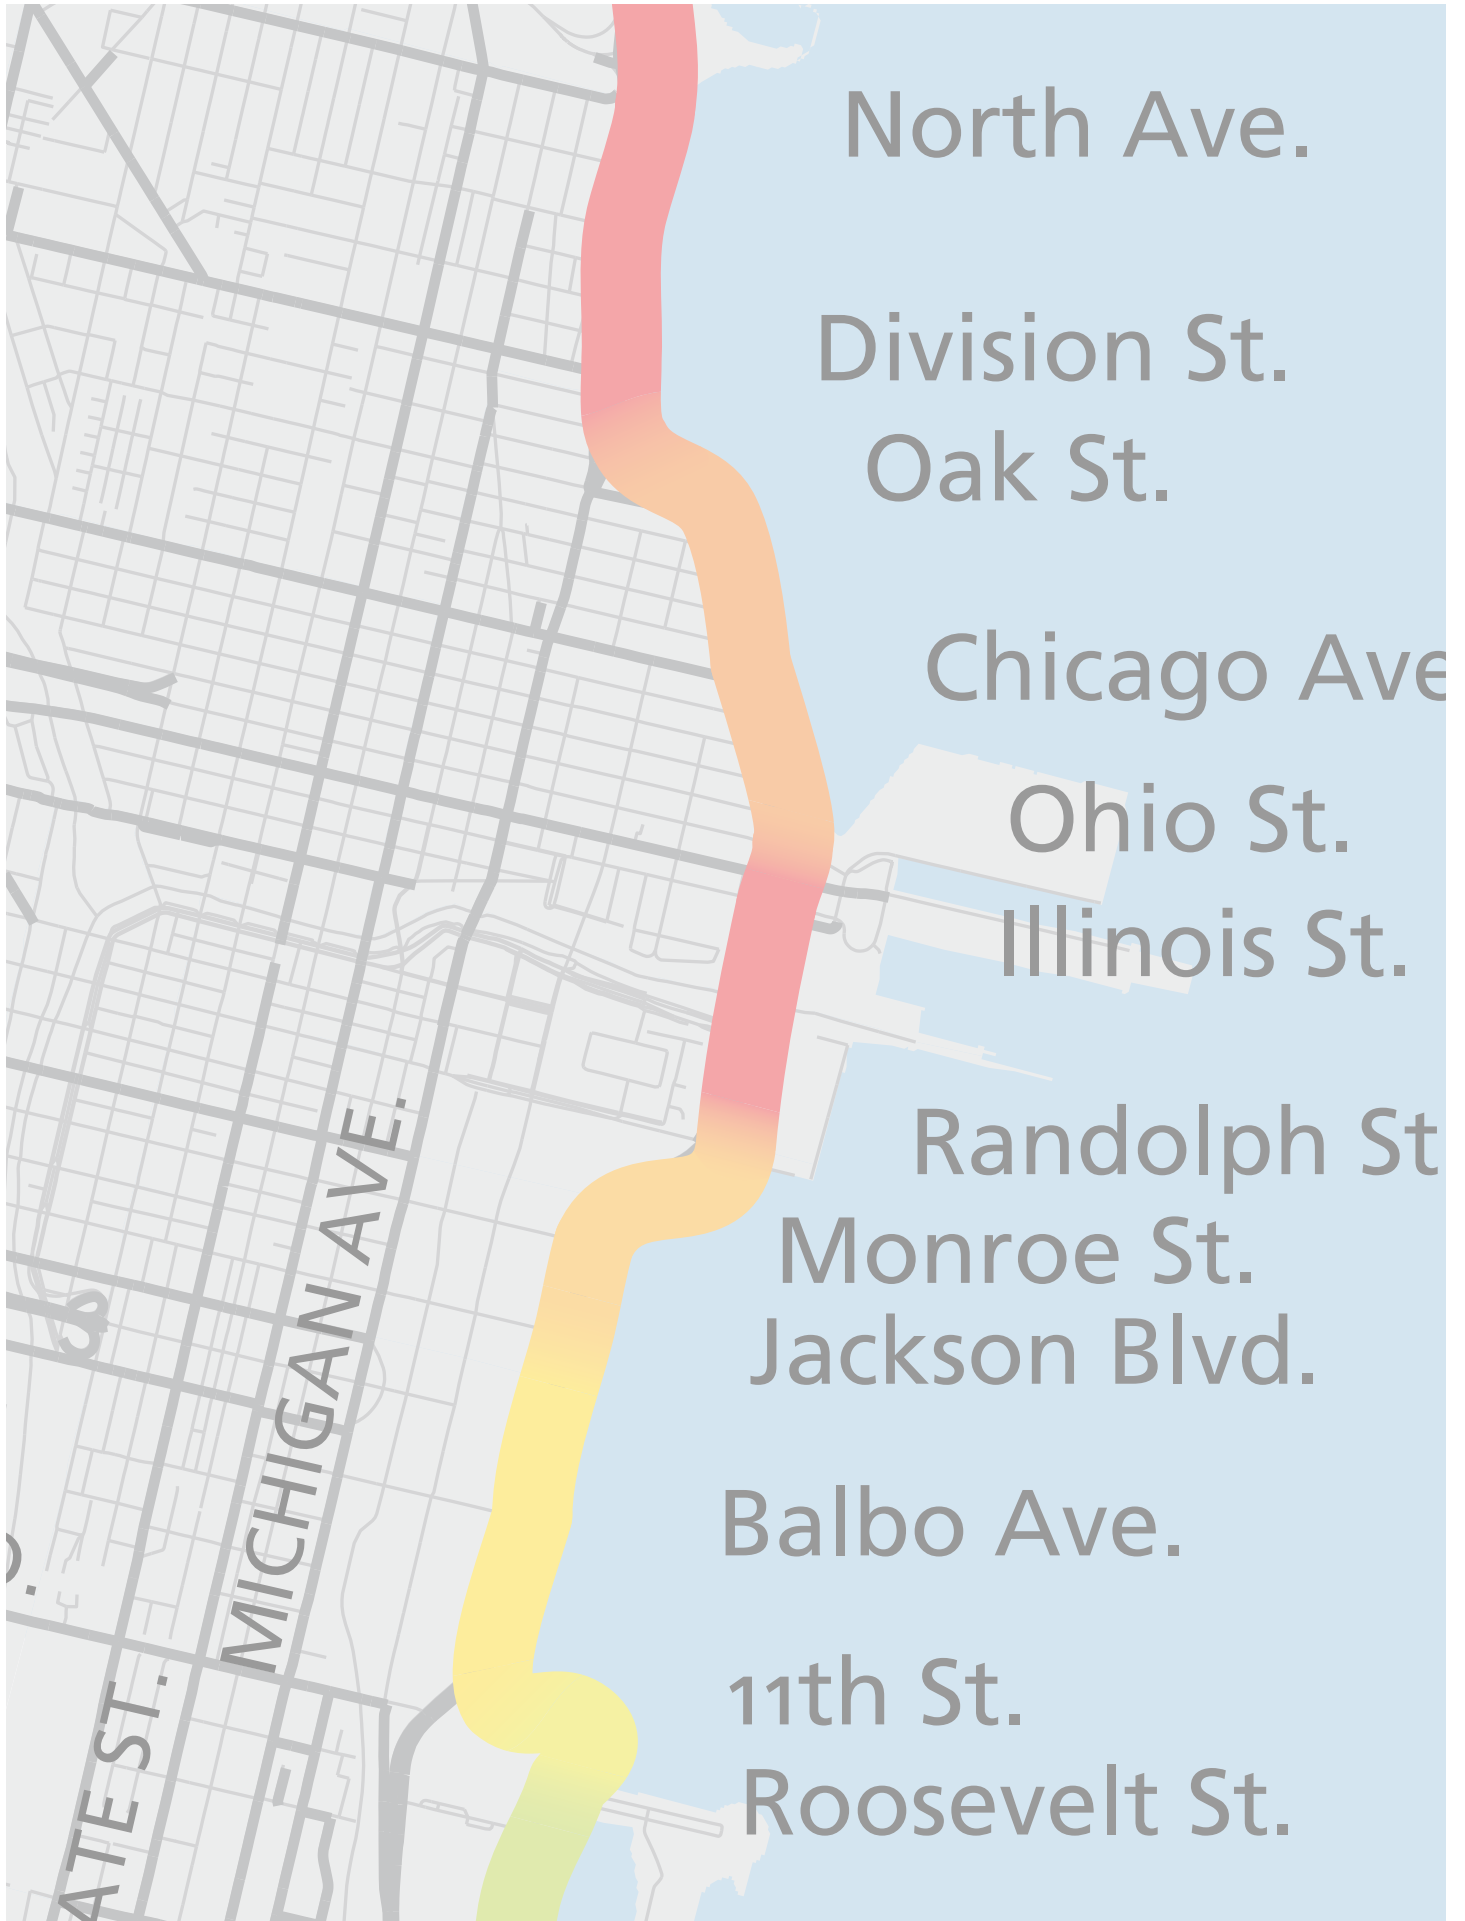 North Ave.
Division St.
Oak St.
Chicago Ave
Ohio St.
Illinois St.
Randolph St
Monroe St.
Jackson Blvd.
MICHIGAN AVE.
Balbo Ave.
11th St.
ATE ST.
Roosevelt St.